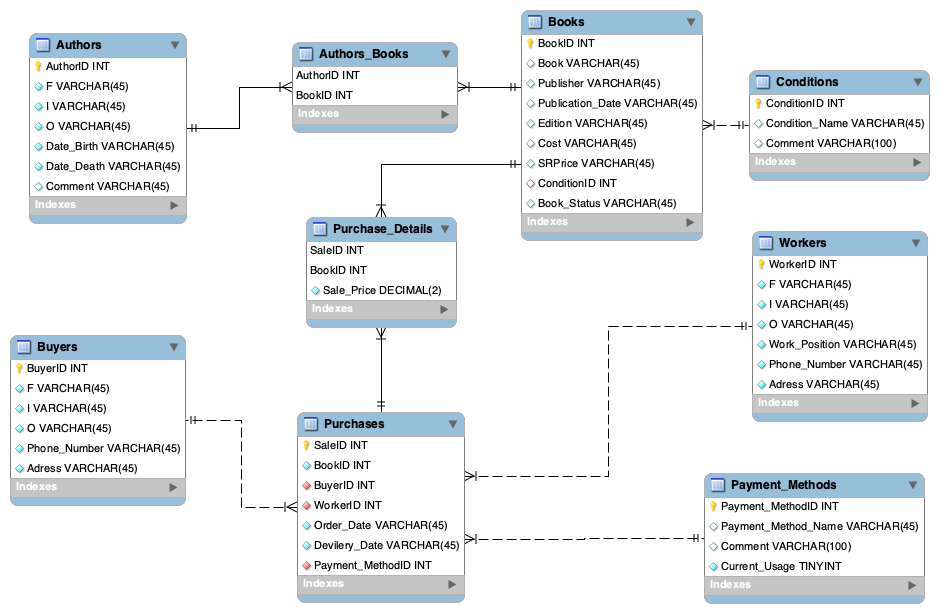 Authors
AuthorID INT
F VARCHAR(45)
I VARCHAR(45)
O VARCHAR(45)
Date_Birth VARCHAR(45)
Date_Death VARCHAR(45)
Comment VARCHAR(45)
Indexes
Authors_Books
AuthorID INT
BookID INT
Indexes
Books
BookID INT
Book VARCHAR(45)
Publisher VARCHAR(45)
Publication_Date VARCHAR(45)
Edition VARCHAR(45)
Cost VARCHAR(45)
SRPrice VARCHAR(45)
ConditionID INT
Book_Status VARCHAR(45)
Indexes
Conditions
ConditionID INT
Condition_Name VARCHAR(45)
Comment VARCHAR(100)
Indexes
Purchase_Details
SaleID INT
BookID INT
Sale_Price DECIMAL(2)
Indexes
Workers
WorkerID INT
F VARCHAR(45)
I VARCHAR(45)
O VARCHAR(45)
Work_Position VARCHAR(45)
Phone_Number VARCHAR(45)
Adress VARCHAR(45)
Indexes
Buyers
BuyerID INT
F VARCHAR(45)
I VARCHAR(45)
O VARCHAR(45)
Phone_Number VARCHAR(45)
Adress VARCHAR(45)
Indexes
Purchases
SaleID INT
BookID INT
BuyerID INT
WorkerID INT
Order_Date VARCHAR(45)
Devilery_Date VARCHAR(45)
Payment_MethodID INT
Indexes
Payment_Methods
Payment_MethodID INT
Payment_Method_Name VARCHAR(45)
Comment VARCHAR(100)
Current_Usage TINYINT
Indexes